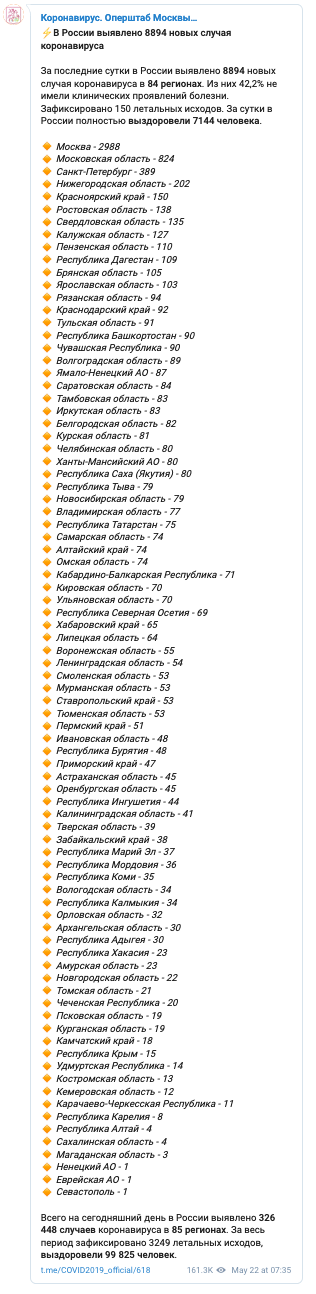 Коронавирус. Оперштаб Москвы…
⚡В России выявлено 8894 новых случая
коронавируса
За последние сутки в России выявлено 8894 новых
случая коронавируса в 84 регионах. Из них 42,2% не
имели клинических проявлений болезни.
Зафиксировано 150 летальных исходов. За сутки в
России полностью выздоровели 7144 человека.
🔸 Москва - 2988
🔸 Московская область - 824
🔸 Санкт-Петербург - 389
🔸 Нижегородская область - 202
🔸 Красноярский край - 150
🔸 Ростовская область - 138
🔸 Свердловская область - 135
🔸 Калужская область - 127
🔸 Пензенская область - 110
🔸 Республика Дагестан - 109
🔸 Брянская область - 105
🔸 Ярославская область - 103
🔸 Рязанская область - 94
🔸 Краснодарский край - 92
🔸 Тульская область - 91
🔸 Республика Башкортостан - 90
🔸 Чувашская Республика - 90
🔸 Волгоградская область - 89
🔸 Ямало-Ненецкий АО - 87
🔸 Саратовская область - 84
🔸 Тамбовская область - 83
🔸 Иркутская область - 83
🔸 Белгородская область - 82
🔸 Курская область - 81
🔸 Челябинская область - 80
🔸 Ханты-Мансийский АО - 80
🔸 Республика Саха (Якутия) - 80
🔸 Республика Тыва - 79
🔸 Новосибирская область - 79
🔸 Владимирская область - 77
🔸 Республика Татарстан - 75
🔸 Самарская область - 74
🔸 Алтайский край - 74
🔸 Омская область - 74
🔸 Кабардино-Балкарская Республика - 71
🔸 Кировская область - 70
🔸 Ульяновская область - 70
🔸 Республика Северная Осетия - 69
🔸 Хабаровский край - 65
🔸 Липецкая область - 64
🔸 Воронежская область - 55
🔸 Ленинградская область - 54
🔸 Смоленская область - 53
🔸 Мурманская область - 53
🔸 Ставропольский край - 53
🔸 Тюменская область - 53
🔸 Пермский край - 51
🔸 Ивановская область - 48
🔸 Республика Бурятия - 48
🔸 Приморский край - 47
🔸 Астраханская область - 45
🔸 Оренбургская область - 45
🔸 Республика Ингушетия - 44
🔸 Калининградская область - 41
🔸 Тверская область - 39
🔸 Забайкальский край - 38
🔸 Республика Марий Эл - 37
🔸 Республика Мордовия - 36
🔸 Республика Коми - 35
🔸 Вологодская область - 34
🔸 Республика Калмыкия - 34
🔸 Орловская область - 32
🔸 Архангельская область - 30
🔸 Республика Адыгея - 30
🔸 Республика Хакасия - 23
🔸 Амурская область - 23
🔸 Новгородская область - 22
🔸 Томская область - 21
🔸 Чеченская Республика - 20
🔸 Псковская область - 19
🔸 Курганская область - 19
🔸 Камчатский край - 18
🔸 Республика Крым - 15
🔸 Удмуртская Республика - 14
🔸 Костромская область - 13
🔸 Кемеровская область - 12
🔸 Карачаево-Черкесская Республика - 11
🔸 Республика Карелия - 8
🔸 Республика Алтай - 4
🔸 Сахалинская область - 4
🔸 Магаданская область - 3
🔸 Ненецкий АО - 1
🔸 Еврейская АО - 1
🔸 Севастополь - 1
Всего на сегодняшний день в России выявлено 326
448 случаев коронавируса в 85 регионах. За весь
период зафиксировано 3249 летальных исходов,
выздоровели 99 825 человек.
t.me/COVID2019_official/618 161.3K May 22 at 07:35